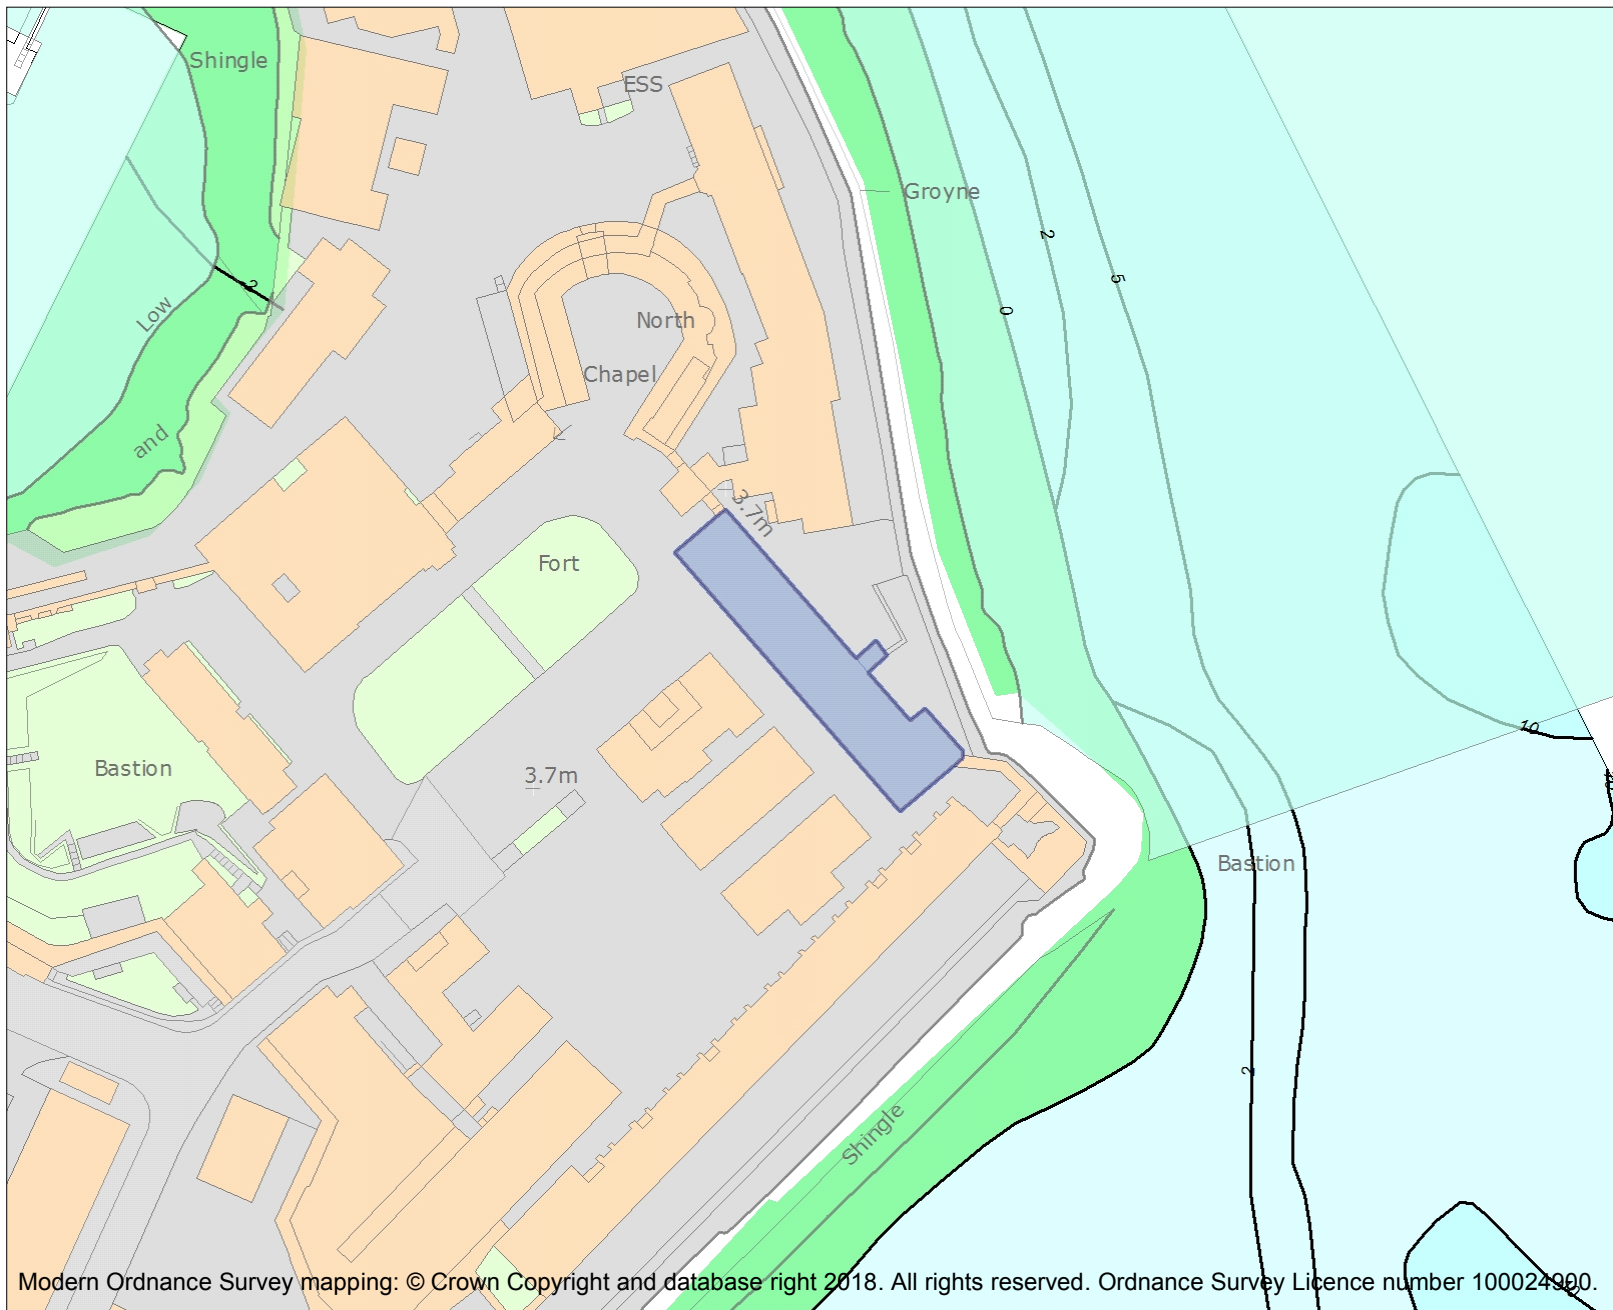 Shingle
ESS
Groyne
2
5
0
2
Low
North
Chapel
and
3.7m
Fort
10
Bastion
3.7m
Bastion
2
Shingle
Modern Ordnance Survey mapping: © Crown Copyright and database right 2018. All rights reserved. Ordnance Survey Licence number 100024900.